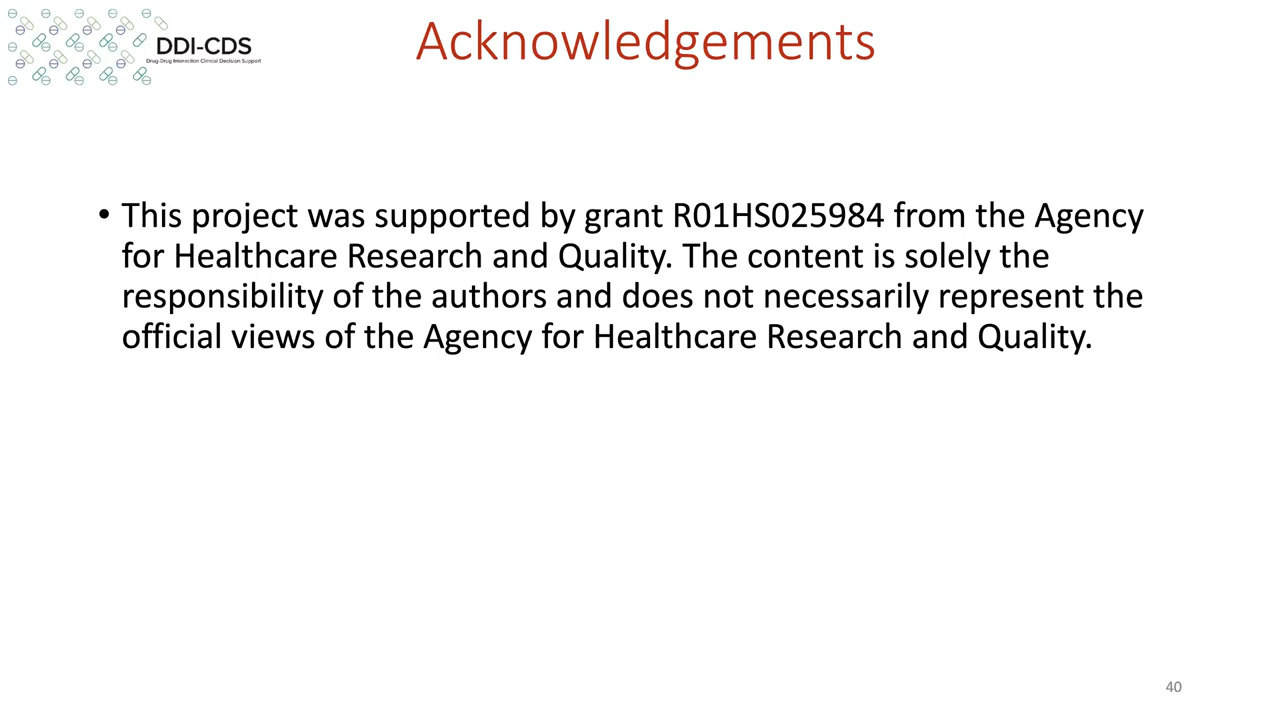 DDI-CDS
Drug-Drug Interaction Clinical Decision Support
Acknowledgements
• This project was supported by grant R01HS025984 from the Agency
for Healthcare Research and Quality. The content is solely the
responsibility of the authors and does not necessarily represent the
official views of the Agency for Healthcare Research and Quality.
40